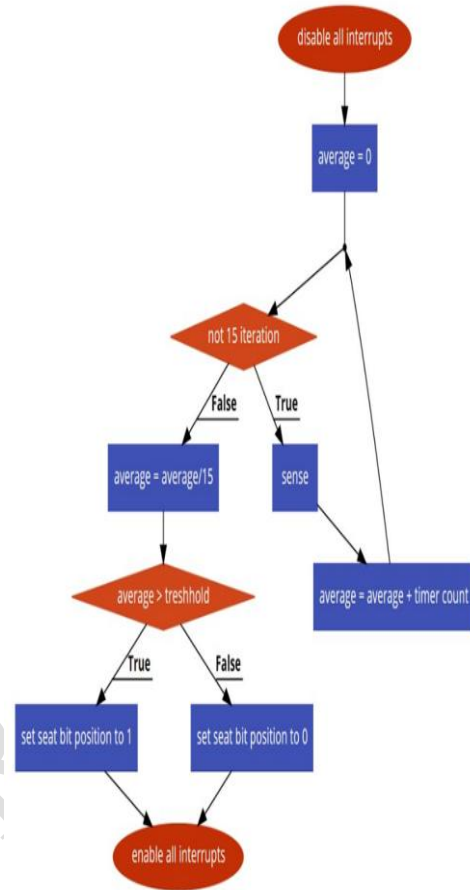 disable all interrupts
average = 0
not 15 iteration
False
True
average = average/15
sense
average = average + timer count
average > treshhold
True
False
set seat bit position to 1
set seat bit position to 0
enable all interrupts